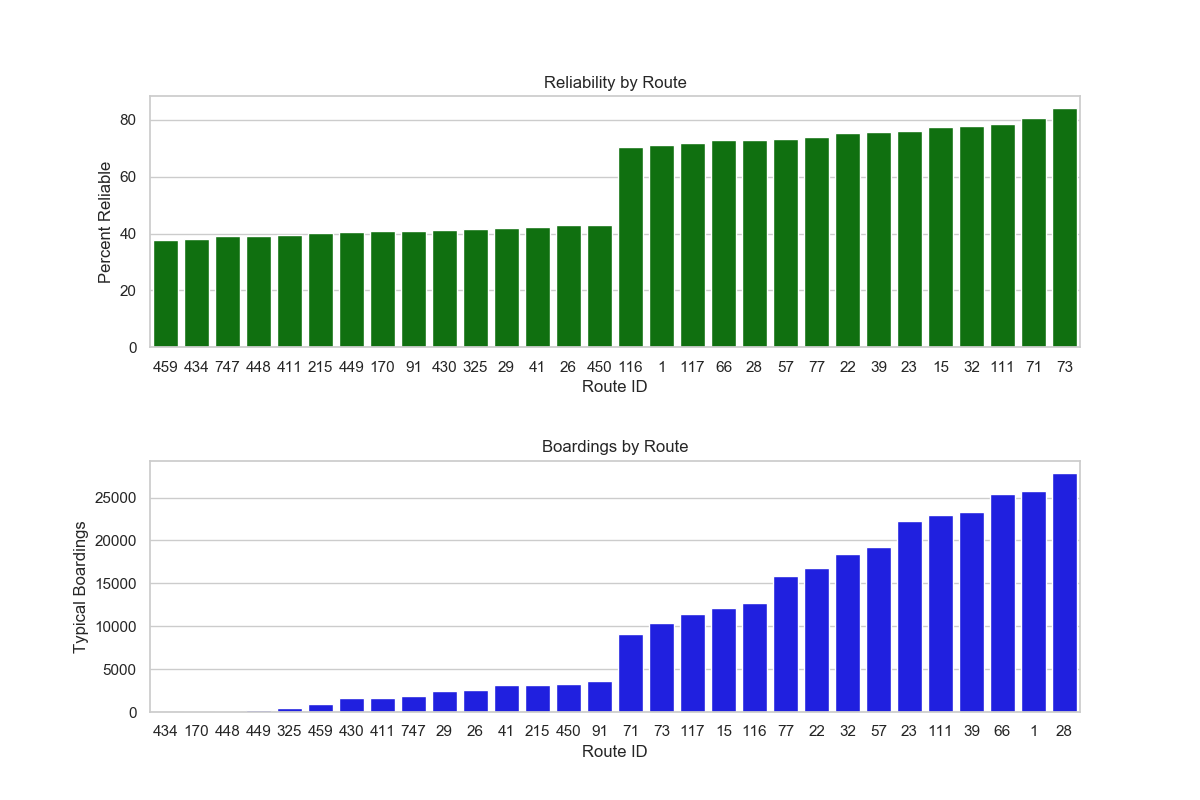 Reliability by Route
Percent Reliable
80
60
40
20
0
459 434 747 448 411 215 449 170 91 430 325 29 41 26 450 116 1 117 66 28 57 77 22 39 23 15 32 111 71 73
Route ID
Boardings by Route
Typical Boardings
25000
20000
15000
10000
5000
0
434 170 448 449 325 459 430 411 747 29 26 41 215 450 91 71 73 117 15 116 77 22 32 57 23 111 39 66 1 28
Route ID